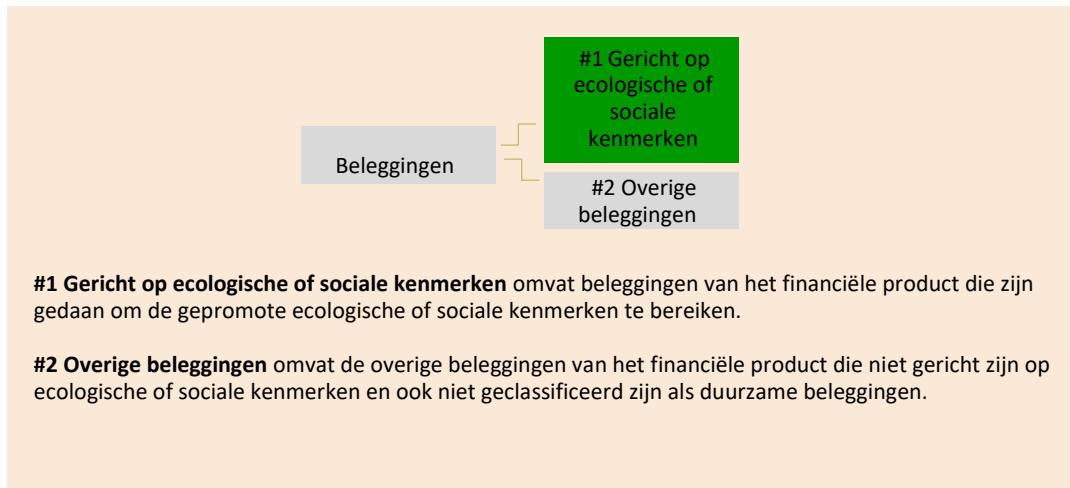 #1 Gericht op
ecologische of
sociale
kenmerken
Beleggingen
#2 Overige
beleggingen
#1 Gericht op ecologische of sociale kenmerken omvat beleggingen van het financiële product die zijn
gedaan om de gepromote ecologische of sociale kenmerken te bereiken.
#2 Overige beleggingen omvat de overige beleggingen van het financiële product die niet gericht zijn op
ecologische of sociale kenmerken en ook niet geclassificeerd zijn als duurzame beleggingen.